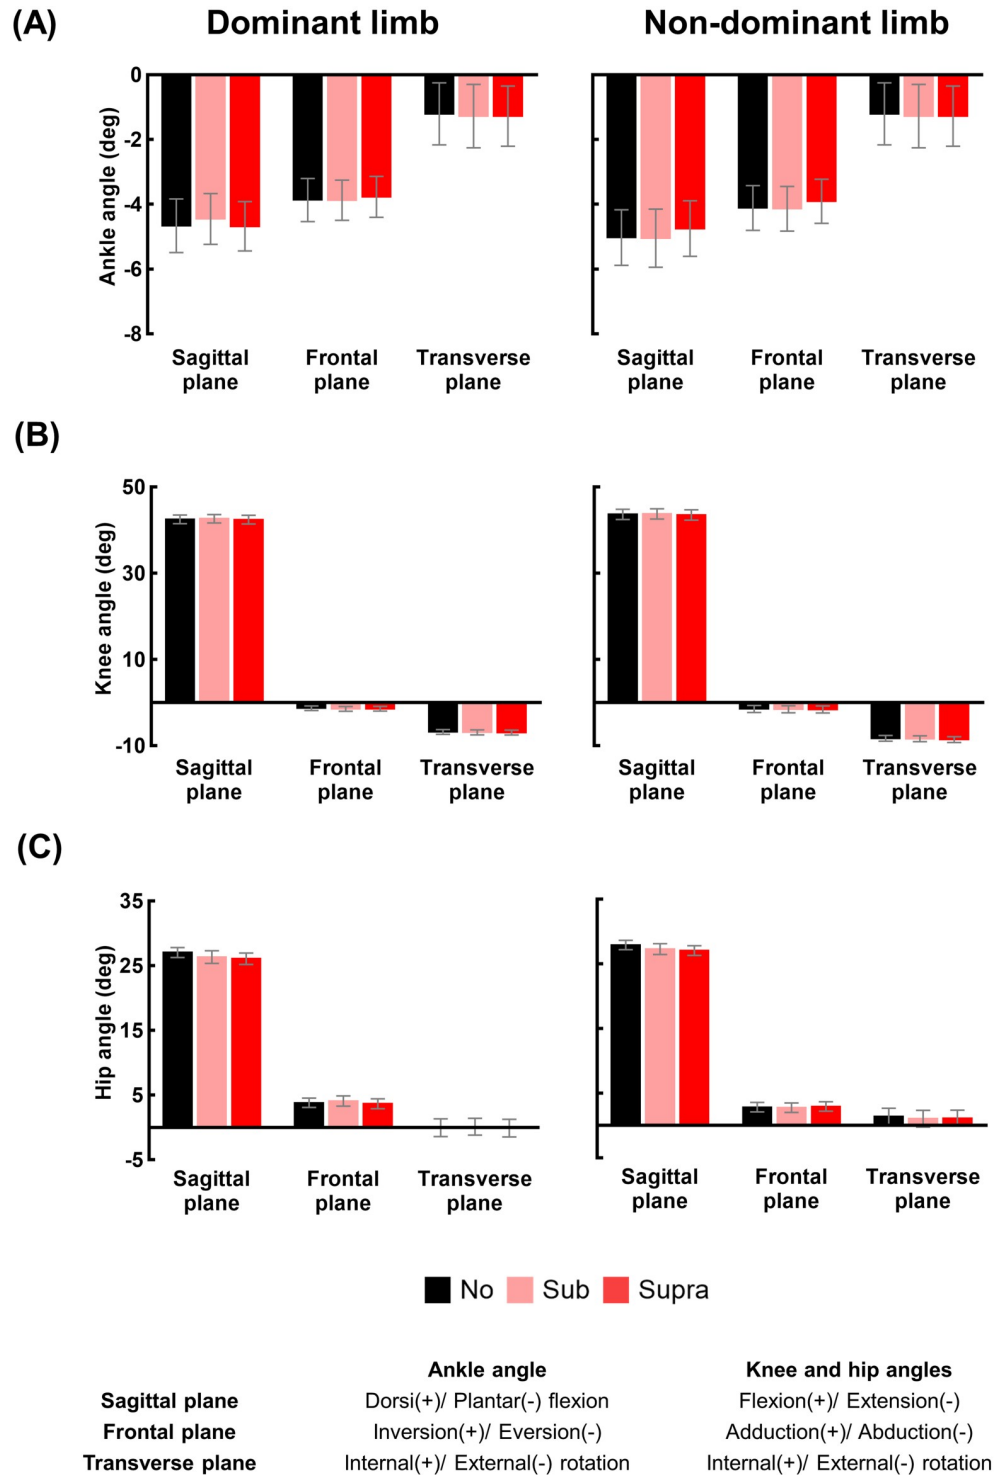 (A) Dominant limb Non-dominant limb
0
-2
-4
-6
-8
Ankle angle (deg)
Sagittal plane Frontal plane Transverse plane Sagittal plane Frontal plane Transverse plane
(B)
50
30
10
-10
Knee angle (deg)
Sagittal plane Frontal plane Transverse plane Sagittal plane Frontal plane Transverse plane
(C)
35
25
15
5
-5
Hip angle (deg)
Sagittal plane Frontal plane Transverse plane Sagittal plane Frontal plane Transverse plane
No Sub Supra
Ankle angle Knee and hip angles
Sagittal plane Dorsi(+)/ Plantar(-) flexion Flexion(+)/ Extension(-)
Frontal plane Inversion(+)/ Eversion(-) Adduction(+)/ Abduction(-)
Transverse plane Internal(+)/ External(-) rotation Internal(+)/ External(-) rotation